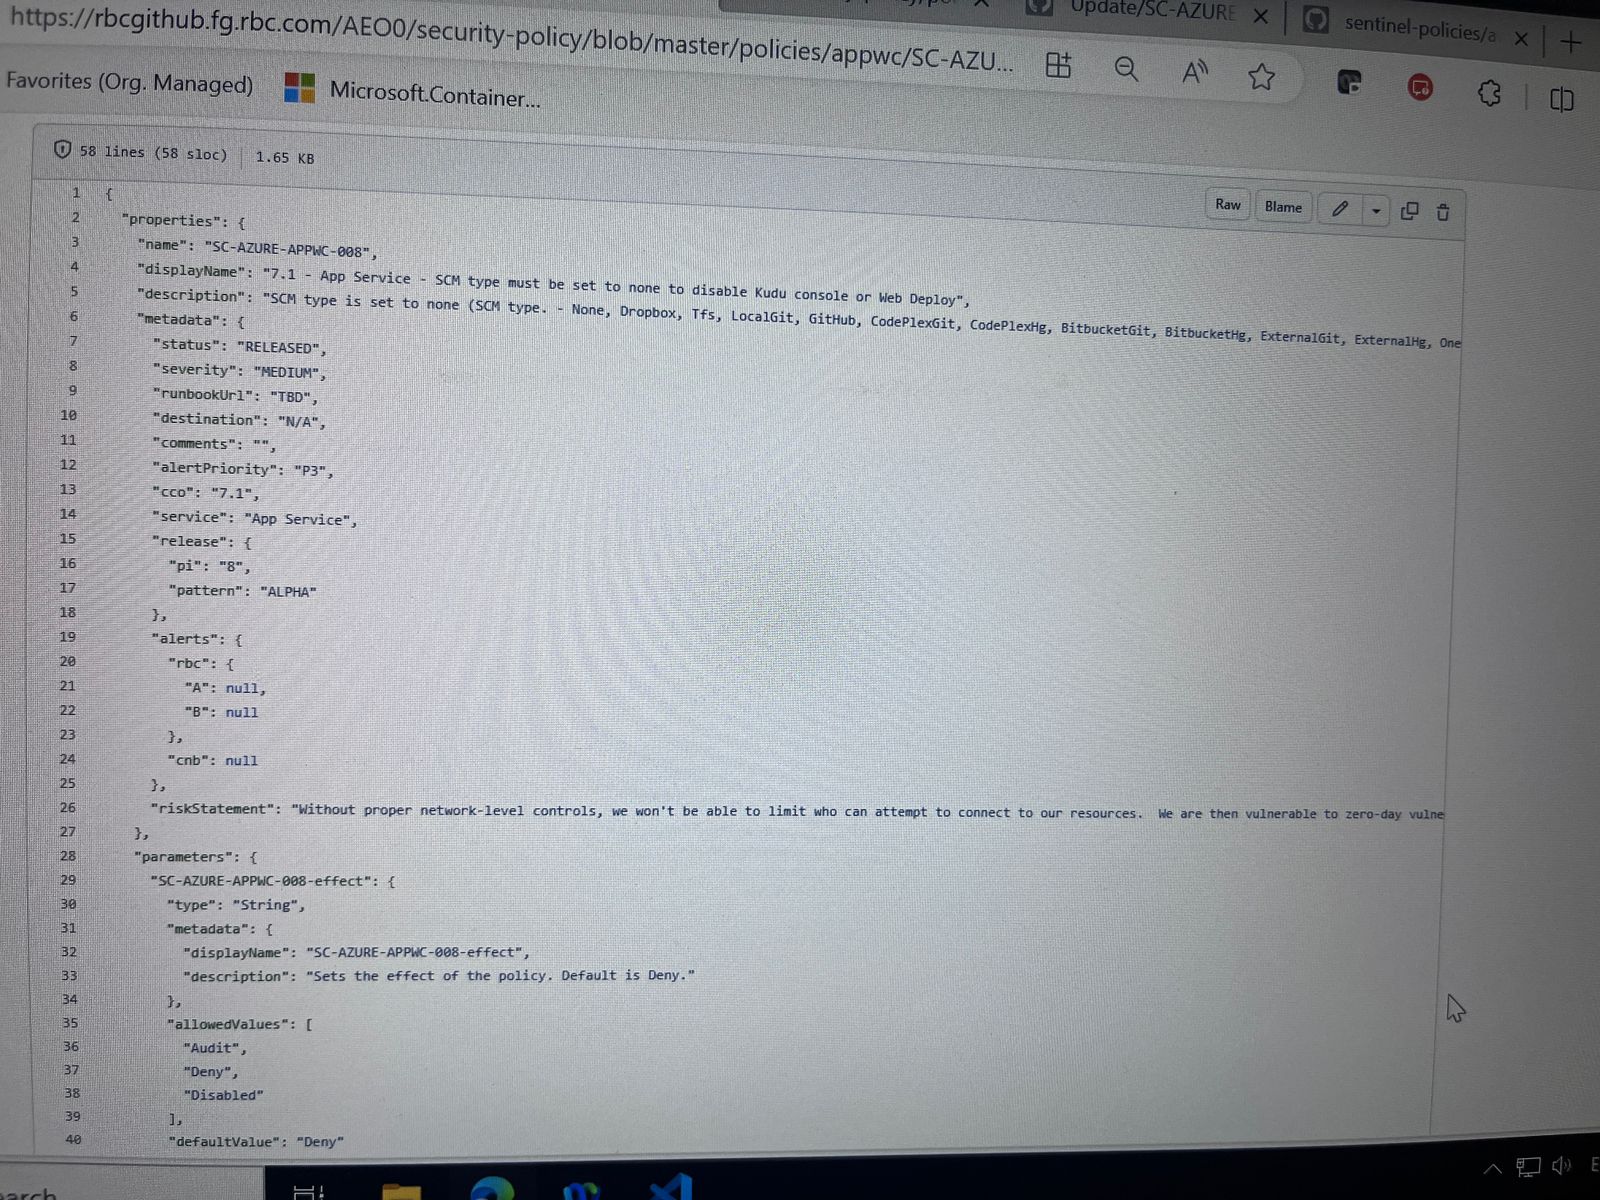 Update/SC-AZURE
sentinel-policies/a
https://rbcgithub.fg.rbc.com/AEO0/security-policy/blob/master/policies/appwc/SC-AZU...
Favorites (Org. Managed)
Microsoft.Container...
58 lines (58 sloc) 1.65 KB
Raw Blame
1 {
2 "properties": {
3 "name": "SC-AZURE-APPWC-008",
4 "displayName": "7.1 - App Service - SCM type must be set to none to disable Kudu console or Web Deploy",
5 "description": "SCM type is set to none (SCM type. - None, Dropbox, Tfs, LocalGit, GitHub, CodePlexGit, CodePlexHg, BitbucketGit, BitbucketHg, ExternalGit, ExternalHg, One
6 "metadata": {
7 "status": "RELEASED",
8 "severity": "MEDIUM",
9 "runbookUrl": "TBD",
10 "destination": "N/A",
11 "comments": "",
12 "alertPriority": "P3",
13 "cco": "7.1",
14 "service": "App Service",
15 "release": {
16 "pi": "8",
17 "pattern": "ALPHA"
18 },
19 "alerts": {
20 "rbc": {
21 "A": null,
22 "B": null
23 },
24 "cnb": null
25 },
26 "riskStatement": "Without proper network-level controls, we won't be able to limit who can attempt to connect to our resources. We are then vulnerable to zero-day vulne
27 },
28 "parameters": {
29 "SC-AZURE-APPWC-008-effect": {
30 "type": "String",
31 "metadata": {
32 "displayName": "SC-AZURE-APPWC-008-effect",
33 "description": "Sets the effect of the policy. Default is Deny."
34 },
35 "allowedValues": [
36 "Audit",
37 "Deny",
38 "Disabled"
39 ],
40 "defaultValue": "Deny"